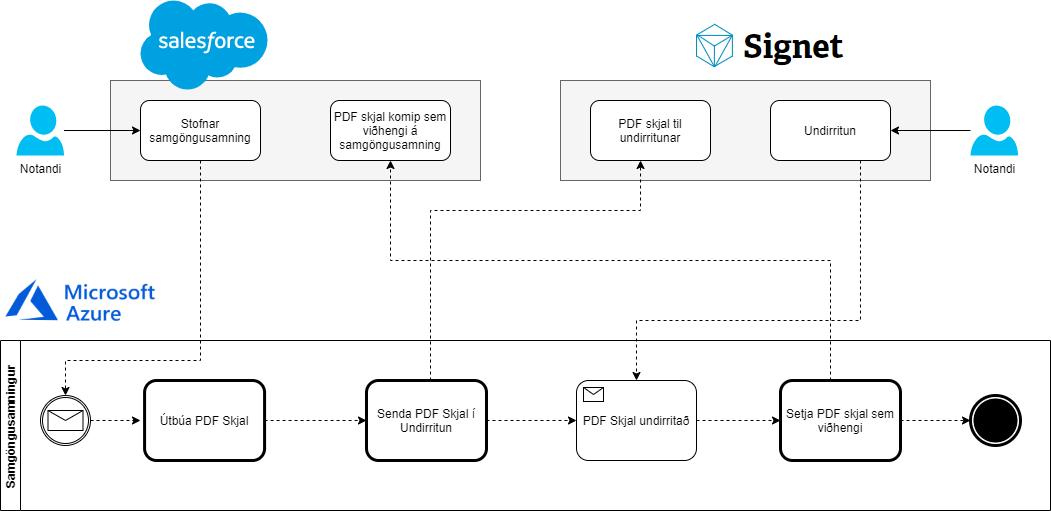 salesforce
Signet
Notandi
Stofnar
samgöngusamning
PDF skjal komip sem
viðhengi á
samgöngusamning
PDF skjal til
undirritunar
Undirritun
Notandi
Microsoft
Azure
Samgöngusamningur
Útbúa PDF Skjal
Senda PDF Skjal í
Undirritun
PDF Skjal undirritað
Setja PDF skjal sem
viðhengi